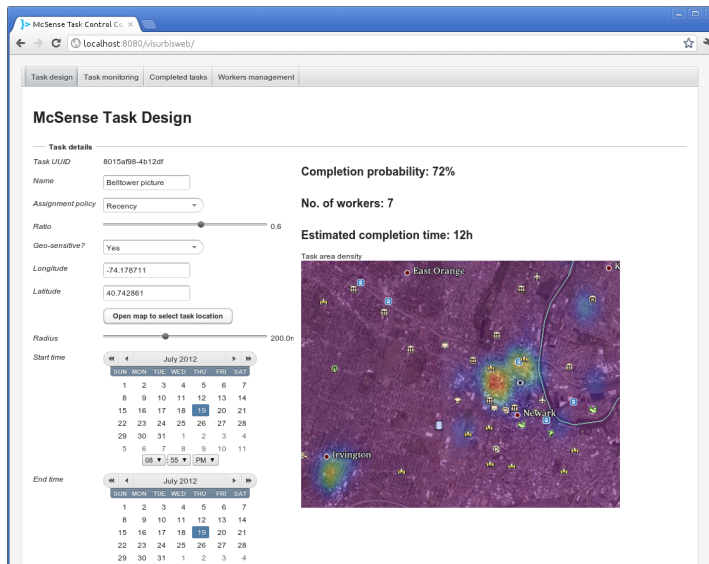 McSense Task Control Co
localhost:8080/visurbisweb/
Task design Task monitoring Completed tasks Workers management
McSense Task Design
Task details
Task UUID 8015af98-4b12df
Name Belltower picture
Assignment policy Recency
Ratio 0.6
Geo-sensitive? Yes
Longitude -74.178711
Latitude 40.742861
Open map to select task location
Radius 200.0m
Start time
July 2012
SUN MON TUE WED THU FRI SAT
1 2 3 4 5 6 7
8 9 10 11 12 13 14
15 16 17 18 19 20 21
22 23 24 25 26 27 28
29 30 31 1 2 3 4
5 6 7 8 9 10 11
08 : 55 PM
End time
July 2012
SUN MON TUE WED THU FRI SAT
1 2 3 4 5 6 7
8 9 10 11 12 13 14
15 16 17 18 19 20 21
22 23 24 25 26 27 28
29 30 31 1 2 3 4
Completion probability: 72%
No. of workers: 7
Estimated completion time: 12h
Task area density
East Orange
K
Newark
Irvington